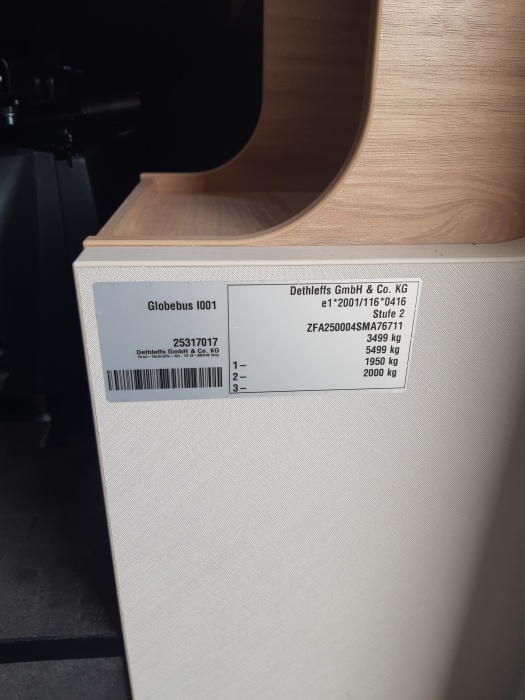 Globebus I001
25317017
Dethleffs GmbH & Co. KG
Dethleffs GmbH & Co. KG
e1*2001/116*0416
Stufe 2
ZFA250004SMA76711
3499 kg
5499 kg
1- 1950 kg
2- 2000 kg
3-